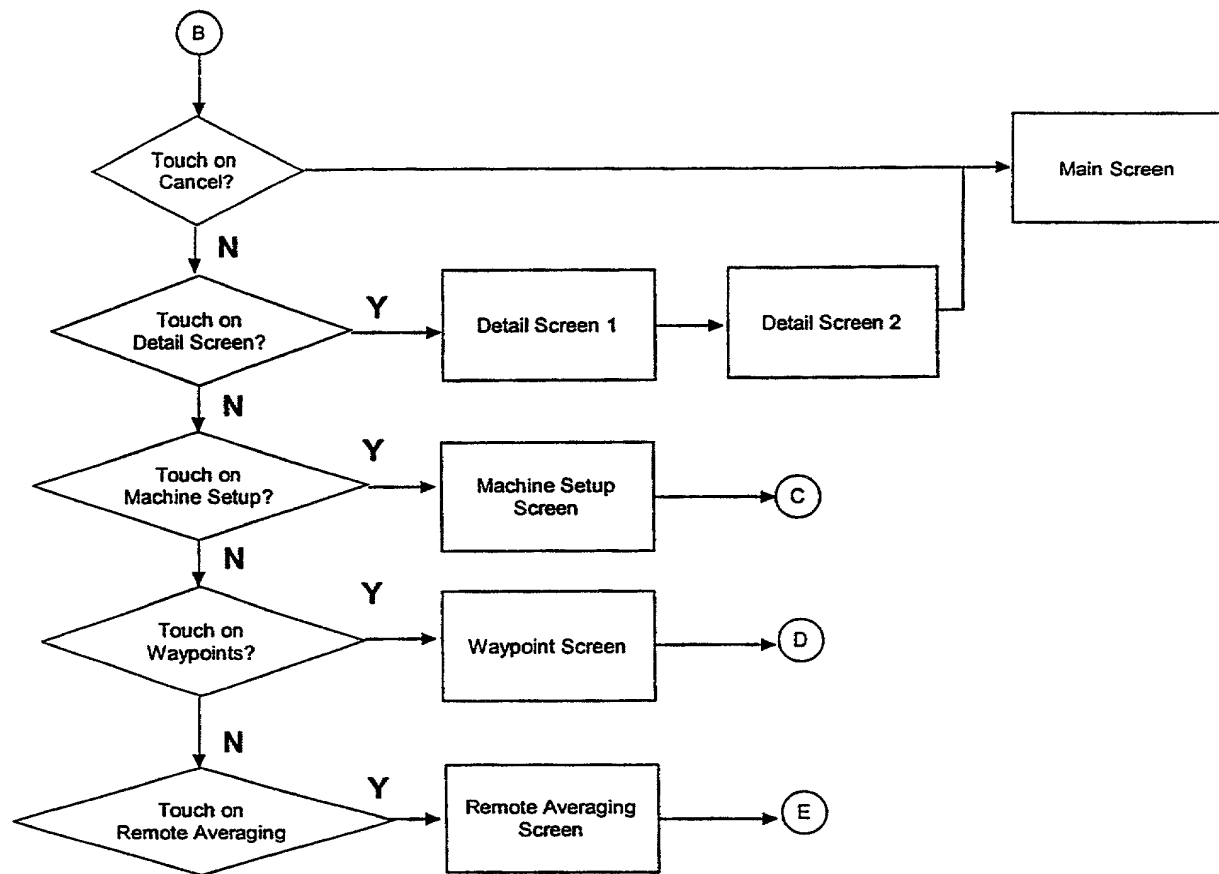 B
Touch on
Cancel?
Main Screen
N
Touch on
Detail Screen?
Y
Detail Screen 1
Detail Screen 2
N
Touch on
Machine Setup?
Y
Machine Setup
Screen
C
N
Touch on
Waypoints?
Y
Waypoint Screen
D
N
Touch on
Remote Averaging
Y
Remote Averaging
Screen
E